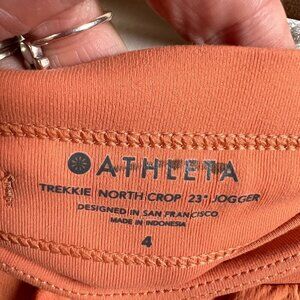 ATHLETA
TREKKIE NORTH CROP 23" JOGGER
DESIGNED IN SAN FRANCISCO
MADE IN INDONESIA
4